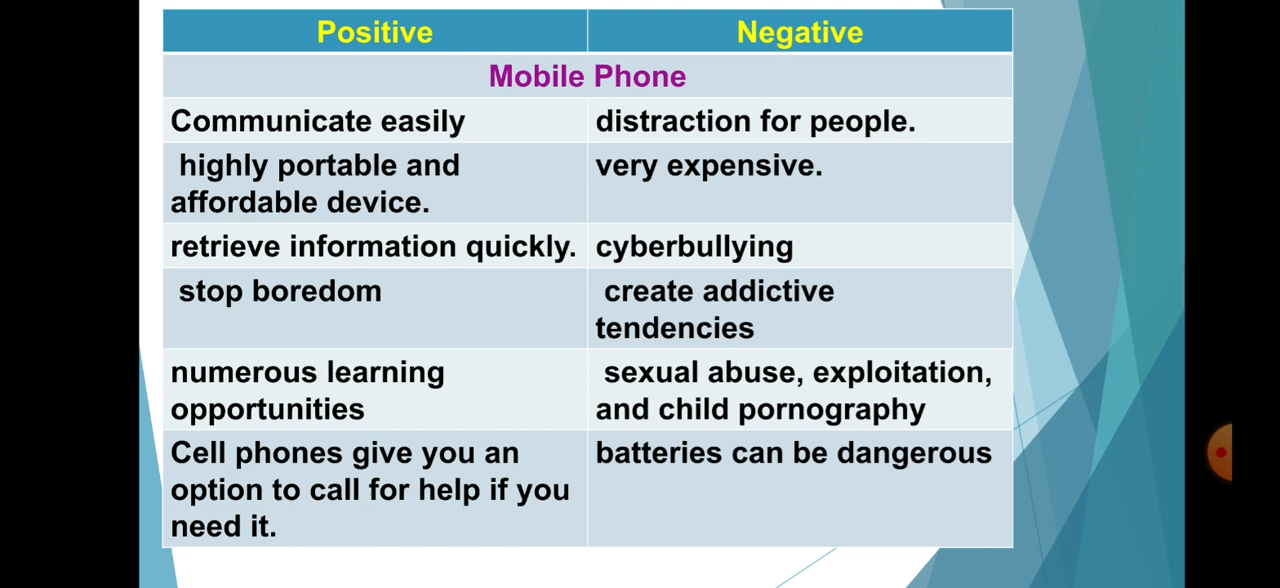 Positive
Negative
Mobile Phone
Communicate easily
distraction for people.
highly portable and
affordable device.
very expensive.
retrieve information quickly.
cyberbullying
stop boredom
create addictive
tendencies
numerous learning
opportunities
sexual abuse, exploitation,
and child pornography
Cell phones give you an
option to call for help if you
need it.
batteries can be dangerous